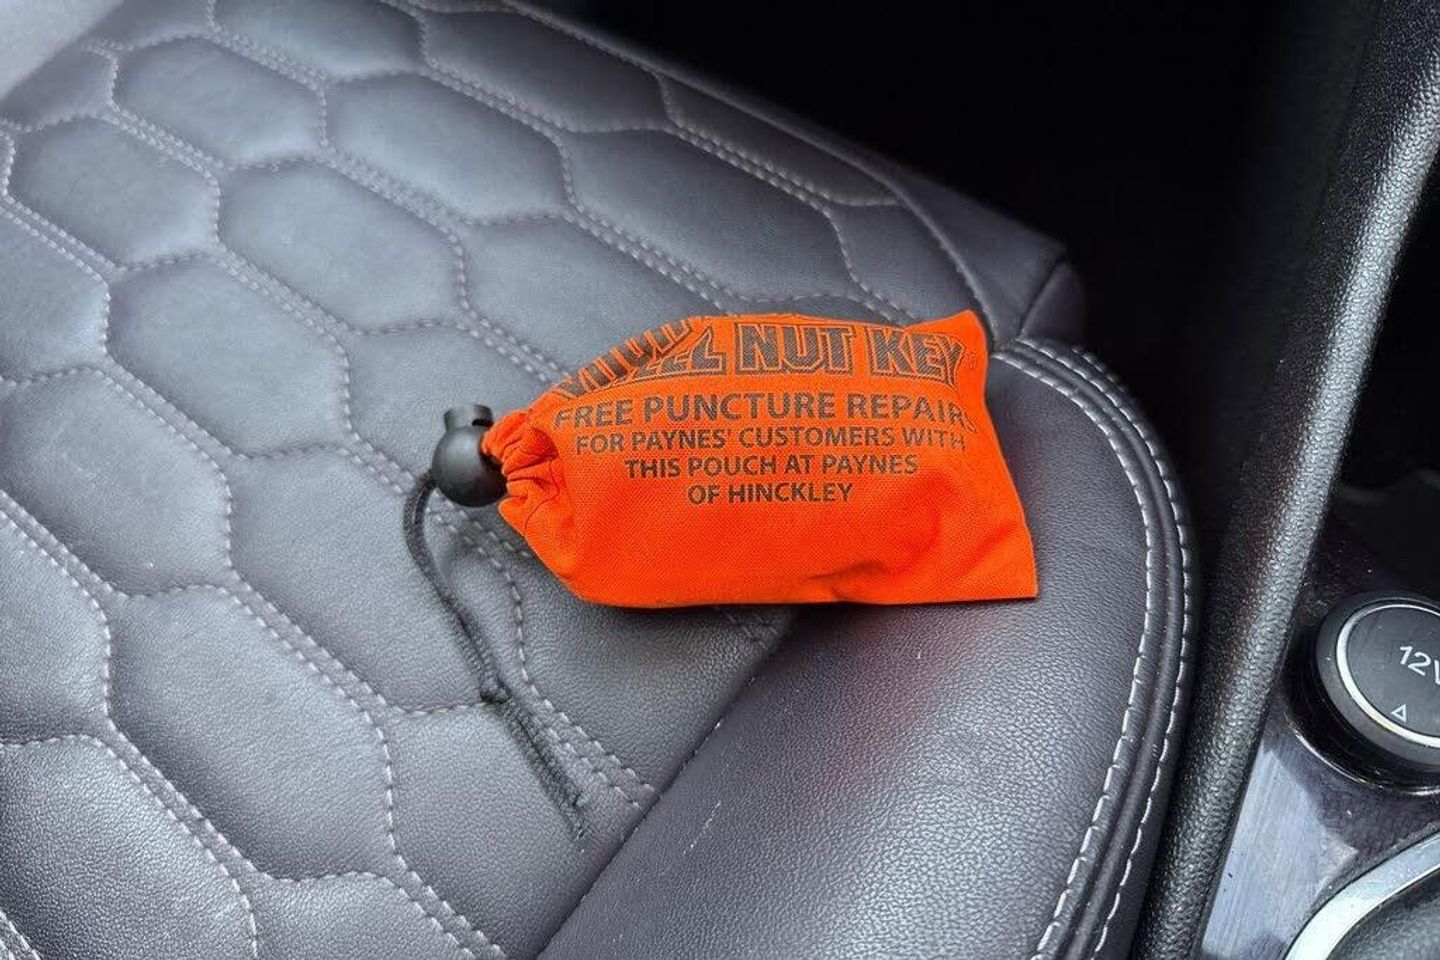 NUT KEY
FREE PUNCTURE REPAIRS
FOR PAYNES' CUSTOMERS WITH
THIS POUCH AT PAYNES
OF HINCKLEY
12V